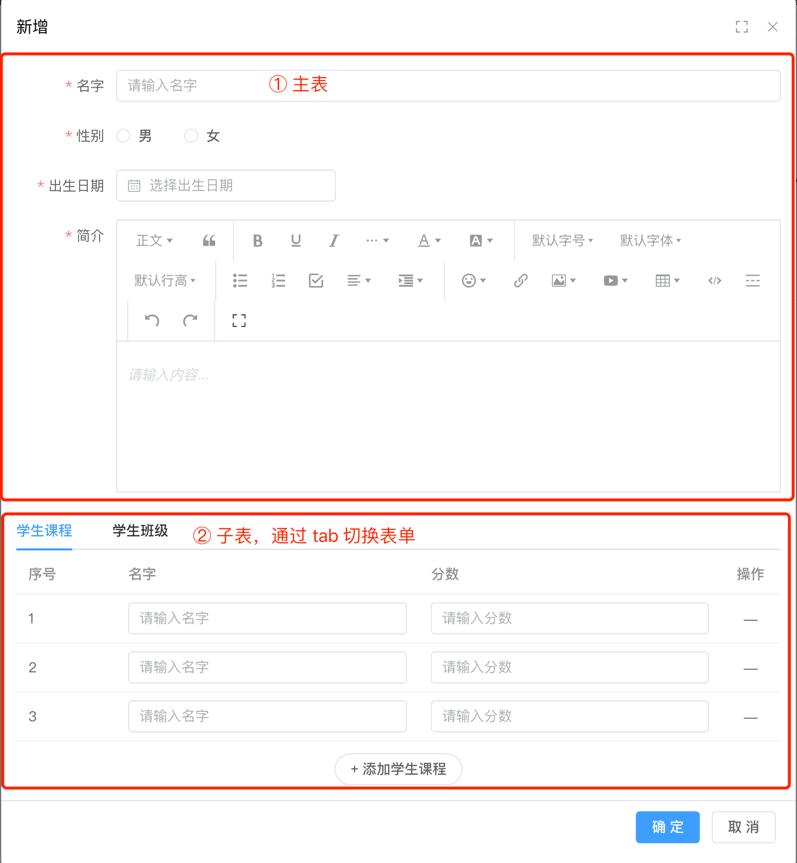 新增
* 名字 请输入名字 ① 主表
* 性别 男 女
* 出生日期 选择出生日期
* 简介 正文 B U I ... A A 默认字号 默认字体
默认行高
请输入内容...
学生课程 学生班级 ② 子表，通过 tab 切换表单
序号 名字 分数 操作
1 请输入名字 请输入分数 —
2 请输入名字 请输入分数 —
3 请输入名字 请输入分数 —
+ 添加学生课程
确 定 取 消